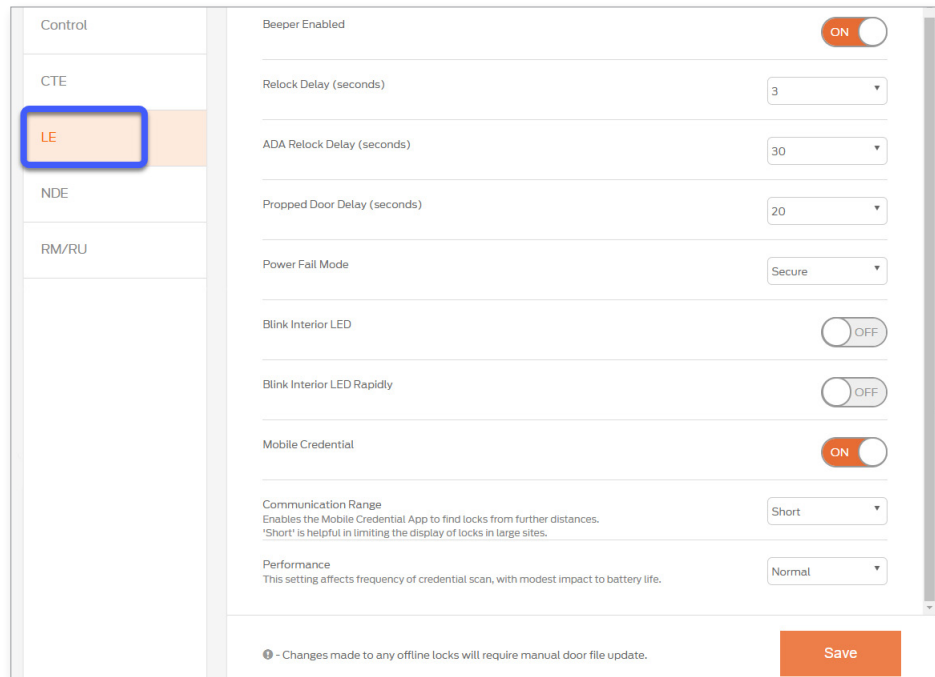 Control
CTE
LE
NDE
RM/RU
Beeper Enabled
ON
Relock Delay (seconds)
3
ADA Relock Delay (seconds)
30
Propped Door Delay (seconds)
20
Power Fail Mode
Secure
Blink Interior LED
OFF
Blink Interior LED Rapidly
OFF
Mobile Credential
ON
Communication Range
Enables the Mobile Credential App to find locks from further distances.
'Short' is helpful in limiting the display of locks in large sites.
Short
Performance
This setting affects frequency of credential scan, with modest impact to battery life.
Normal
- Changes made to any offline locks will require manual door file update.
Save